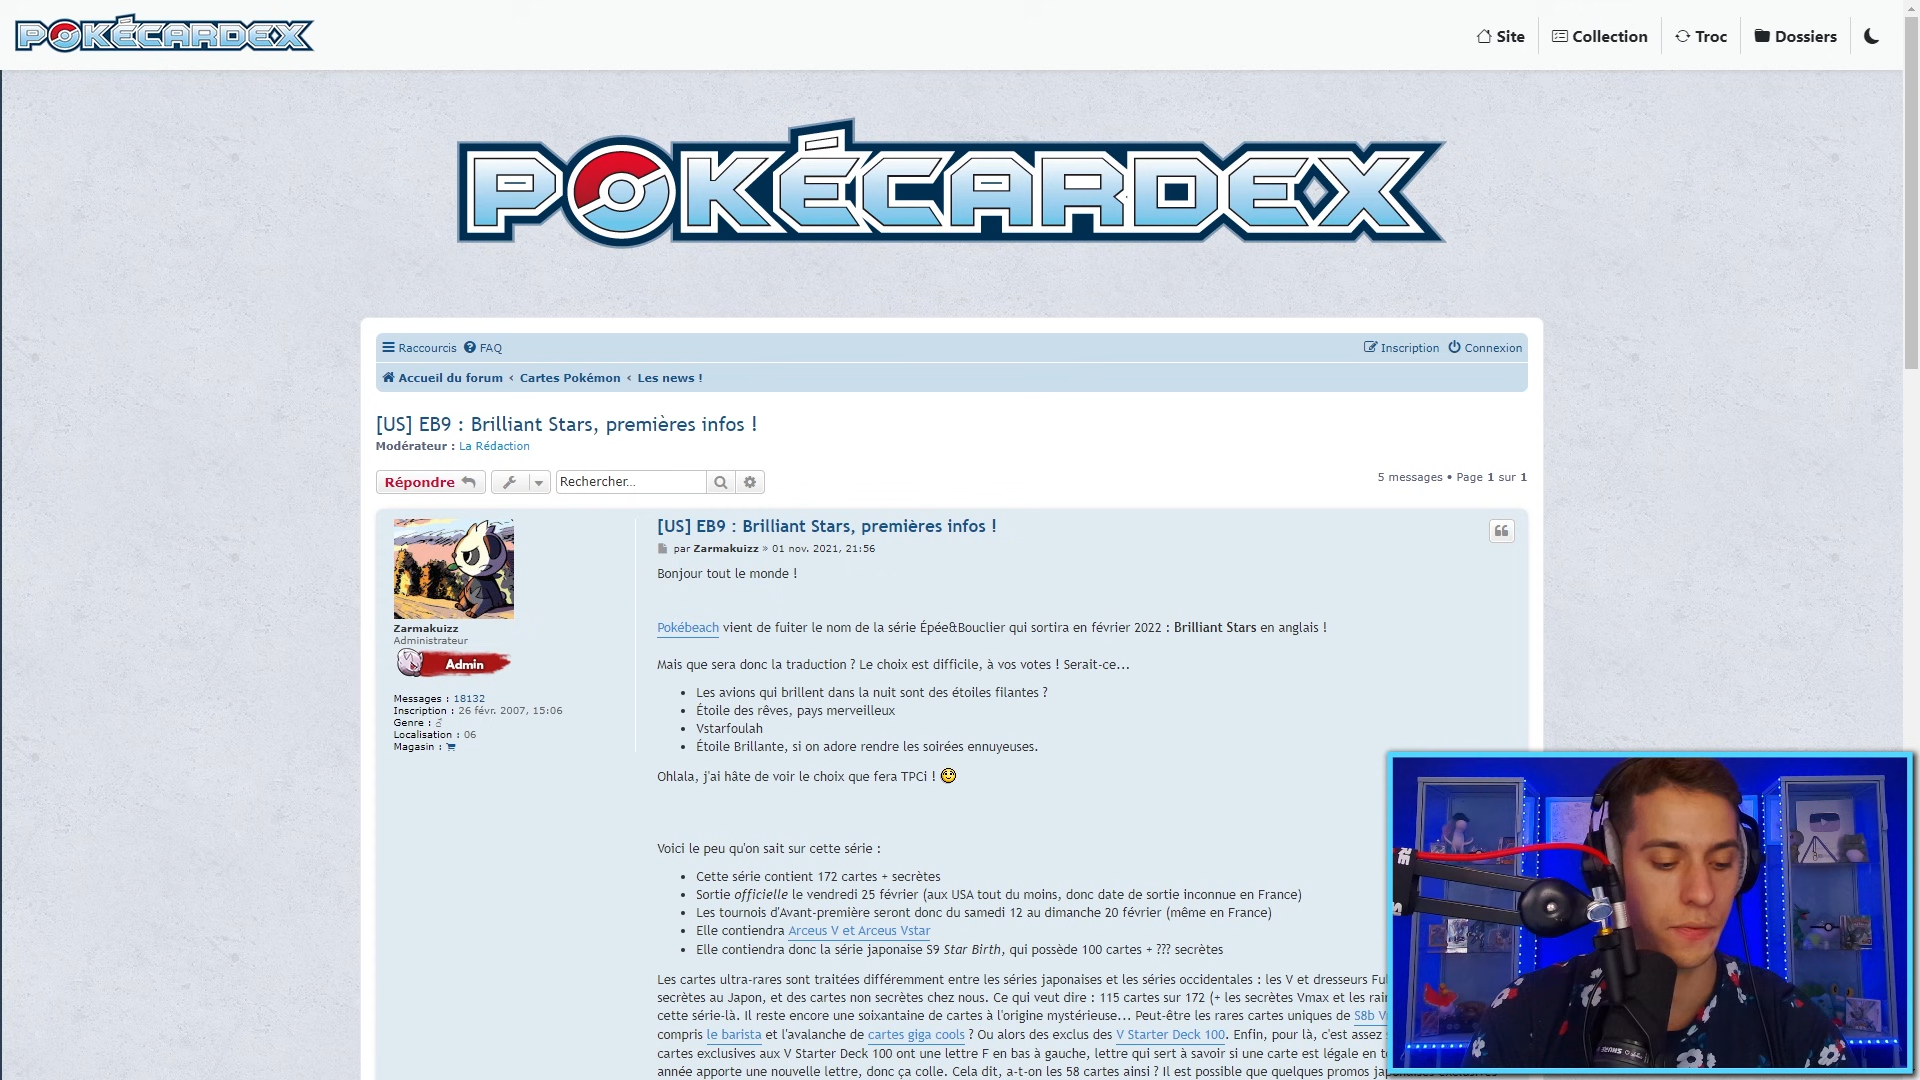 POKÉCARDEX
Site
Collection
Troc
Dossiers
POKÉCARDEX
Raccourcis
FAQ
Inscription
Connexion
Accueil du forum ‹ Cartes Pokémon ‹ Les news !
[US] EB9 : Brilliant Stars, premières infos !
Modérateur : La Rédaction
Répondre
Rechercher…
5 messages • Page 1 sur 1
Zarmakuizz
Administrateur
Admin
Messages : 18132
Inscription : 26 févr. 2007, 15:06
Genre :
Localisation : 06
Magasin :
[US] EB9 : Brilliant Stars, premières infos !
par Zarmakuizz » 01 nov. 2021, 21:56
Bonjour tout le monde !
Pokébeach vient de fuiter le nom de la série Épée&Bouclier qui sortira en février 2022 : Brilliant Stars en anglais !
Mais que sera donc la traduction ? Le choix est difficile, à vos votes ! Serait-ce...
• Les avions qui brillent dans la nuit sont des étoiles filantes ?
• Étoile des rêves, pays merveilleux
• Vstarfoulah
• Étoile Brillante, si on adore rendre les soirées ennuyeuses.
Ohlala, j'ai hâte de voir le choix que fera TPCi !
Voici le peu qu'on sait sur cette série :
• Cette série contient 172 cartes + secrètes
• Sortie officielle le vendredi 25 février (aux USA tout du moins, donc date de sortie inconnue en France)
• Les tournois d'Avant-première seront donc du samedi 12 au dimanche 20 février (même en France)
• Elle contiendra Arceus V et Arceus Vstar
• Elle contiendra donc la série japonaise S9 Star Birth, qui possède 100 cartes + ??? secrètes
Les cartes ultra-rares sont traitées différemment entre les séries japonaises et les séries occidentales : les V et dresseurs Ful
secrètes au Japon, et des cartes non secrètes chez nous. Ce qui veut dire : 115 cartes sur 172 (+ les secrètes Vmax et les rai
cette série-là. Il reste encore une soixantaine de cartes à l'origine mystérieuse... Peut-être les rares cartes uniques de S8b V
compris le barista et l'avalanche de cartes giga cools ? Ou alors des exclus des V Starter Deck 100. Enfin, pour là, c'est assez
cartes exclusives aux V Starter Deck 100 ont une lettre F en bas à gauche, lettre qui sert à savoir si une carte est légale en t
année apporte une nouvelle lettre, donc ça colle. Cela dit, a-t-on les 58 cartes ainsi ? Il est possible que quelques promos
SHURE